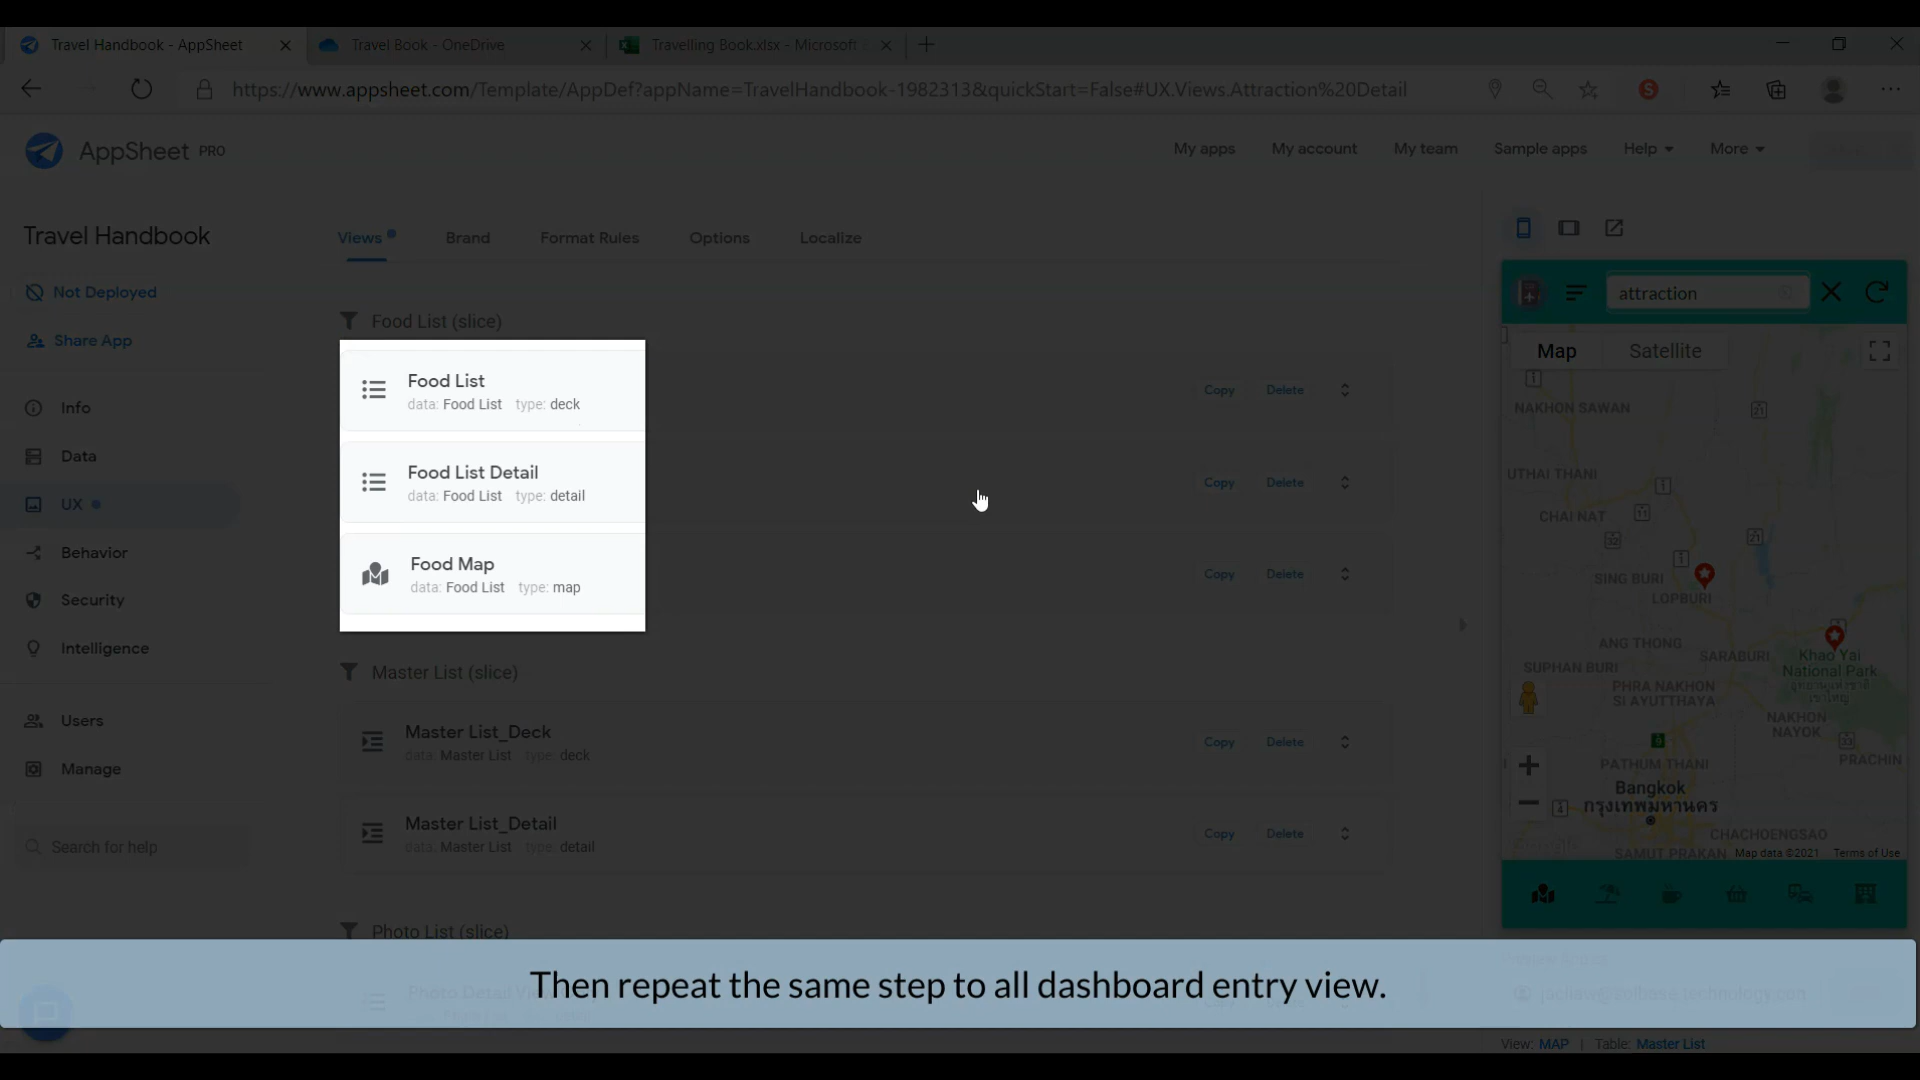 Travel Handbook - AppSheet
Travel Book - OneDrive
Travelling Book.xlsx - Microsoft
https://www.appsheet.com/Template/AppDef?appName=TravelHandbook-1982313&quickStart=False#UX.Views.Attraction%20Detail
AppSheet PRO
My apps
My account
My team
Sample apps
Help
More
Travel Handbook
Not Deployed
Share App
Info
Data
UX
Behavior
Security
Intelligence
Users
Manage
Search for help
Views
Brand
Format Rules
Options
Localize
Food List (slice)
Food List
data: Food List type: deck
Copy Delete
Food List Detail
data: Food List type: detail
Copy Delete
Food Map
data: Food List type: map
Copy Delete
Master List (slice)
Master List_Deck
data: Master List type: deck
Copy Delete
Master List_Detail
data: Master List type: detail
Copy Delete
Photo List (slice)
attraction
Map
Satellite
NAKHON SAWAN
UTHAI THANI
CHAI NAT
SING BURI
LOPBURI
ANG THONG
SARABURI
SUPHAN BURI
Khao Yai
National Park
PHRA NAKHON
SI AYUTTHAYA
NAKHON
NAYOK
PATHUM THANI
PRACHIN
Bangkok
กรุงเทพมหานคร
CHACHOENGSAO
SAMUT PRAKAN
Map data ©2021
Terms of Use
Then repeat the same step to all dashboard entry view.
View: MAP | Table: Master List